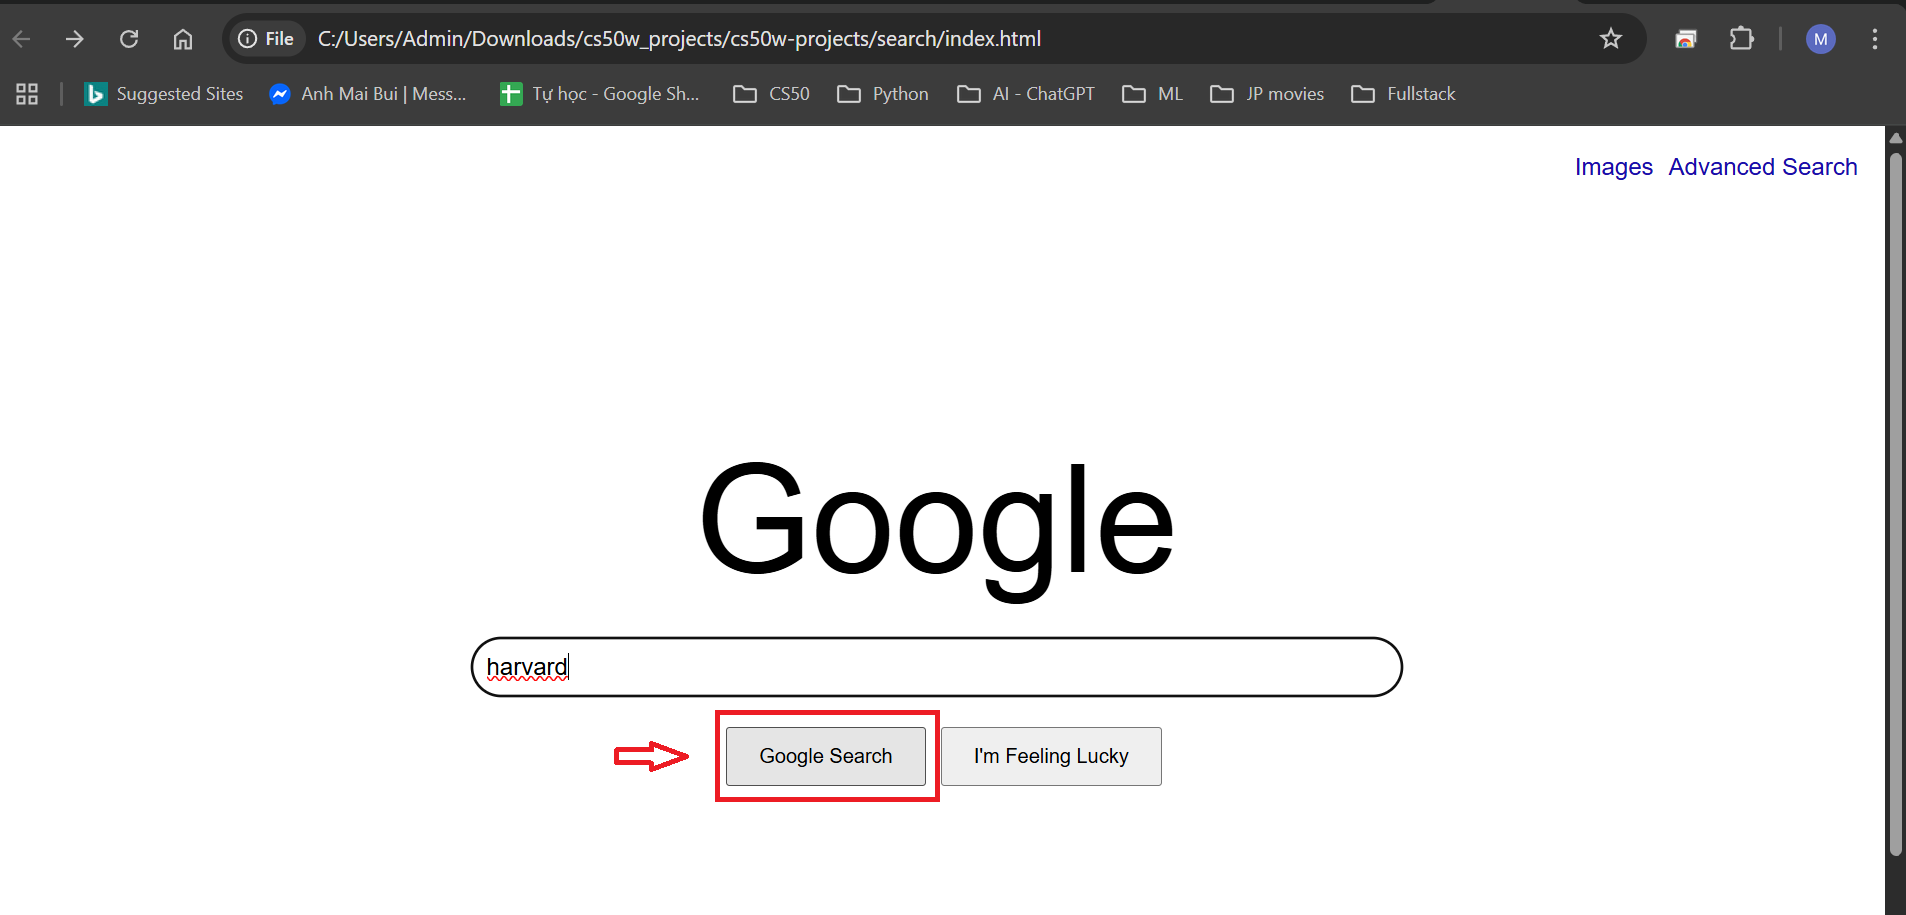 File C:/Users/Admin/Downloads/cs50w_projects/cs50w-projects/search/index.html M
Suggested Sites Anh Mai Bui | Mess... Tự học - Google Sh... CS50 Python AI - ChatGPT ML JP movies Fullstack
Images Advanced Search
Google
harvard
Google Search I'm Feeling Lucky